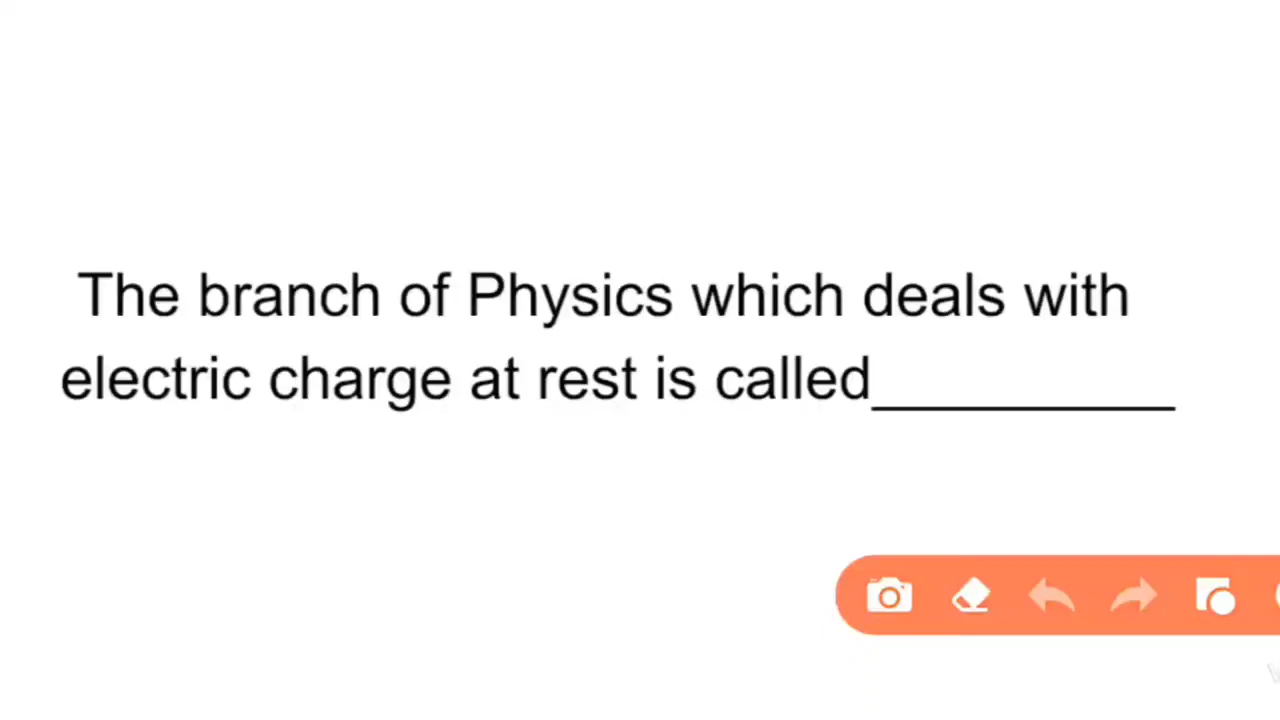 The branch of Physics which deals with
electric charge at rest is called__________